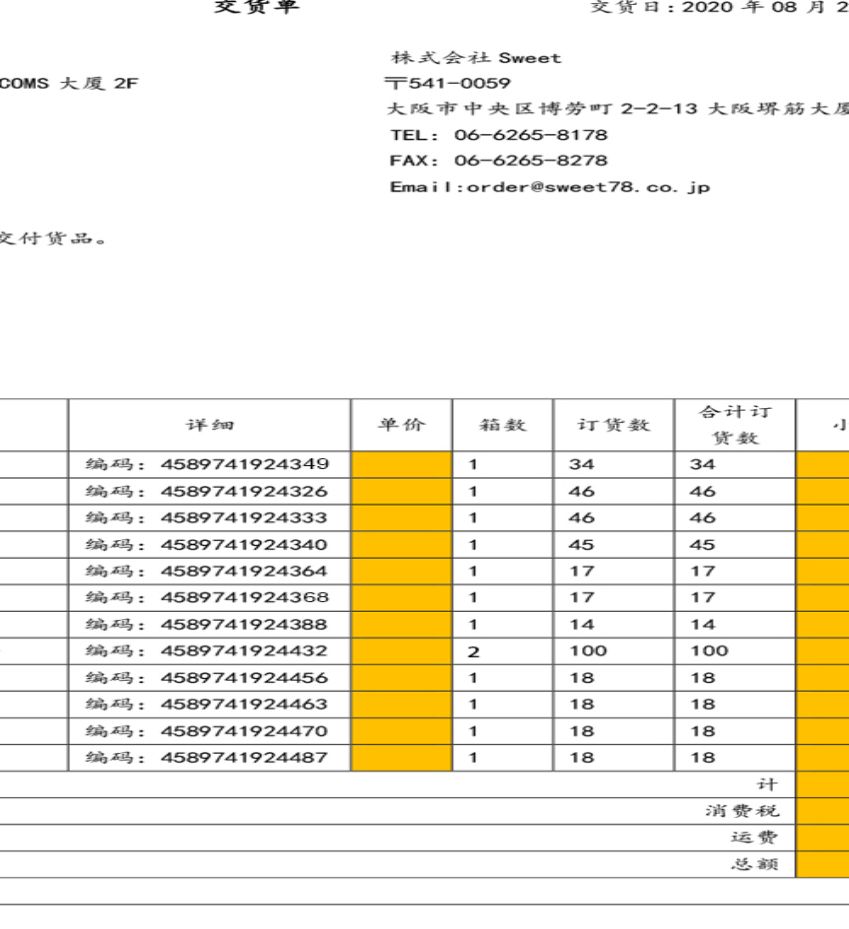 交货单 交货日:2020 年 08 月 2
株式会社 Sweet
COMS 大厦 2F 〒541-0059
大阪市中央区博劳町 2-2-13 大阪堺筋大厦
TEL: 06-6265-8178
FAX: 06-6265-8278
Email:order@sweet78.co.jp
交付货品。
详细 单价 箱数 订货数 合计订货数 小
编码: 4589741924349 1 34 34
编码: 4589741924326 1 46 46
编码: 4589741924333 1 46 46
编码: 4589741924340 1 45 45
编码: 4589741924364 1 17 17
编码: 4589741924368 1 17 17
编码: 4589741924388 1 14 14
编码: 4589741924432 2 100 100
编码: 4589741924456 1 18 18
编码: 4589741924463 1 18 18
编码: 4589741924470 1 18 18
编码: 4589741924487 1 18 18
计
消费税
运费
总额